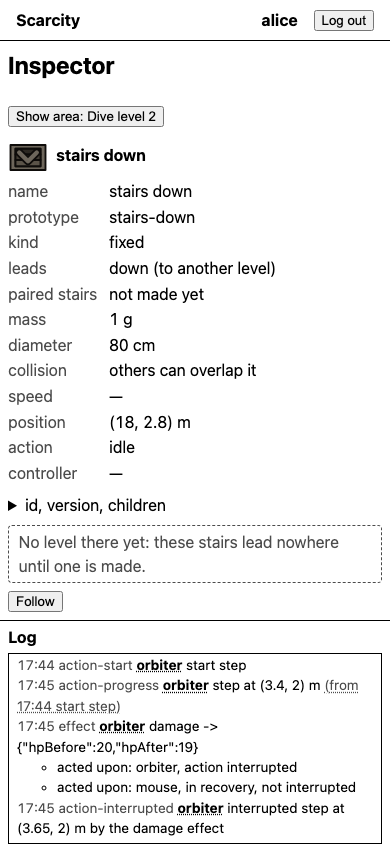 Scarcity alice Log out
Inspector
Show area: Dive level 2
stairs down
name stairs down
prototype stairs-down
kind fixed
leads down (to another level)
paired stairs not made yet
mass 1 g
diameter 80 cm
collision others can overlap it
speed —
position (18, 2.8) m
action idle
controller —
▶ id, version, children
No level there yet: these stairs lead nowhere
until one is made.
Follow
Log
17:44 action-start orbiter start step
17:45 action-progress orbiter step at (3.4, 2) m (from
17:44 start step)
17:45 effect orbiter damage ->
{"hpBefore":20,"hpAfter":19}
◦ acted upon: orbiter, action interrupted
◦ acted upon: mouse, in recovery, not interrupted
17:45 action-interrupted orbiter interrupted step at
(3.65, 2) m by the damage effect